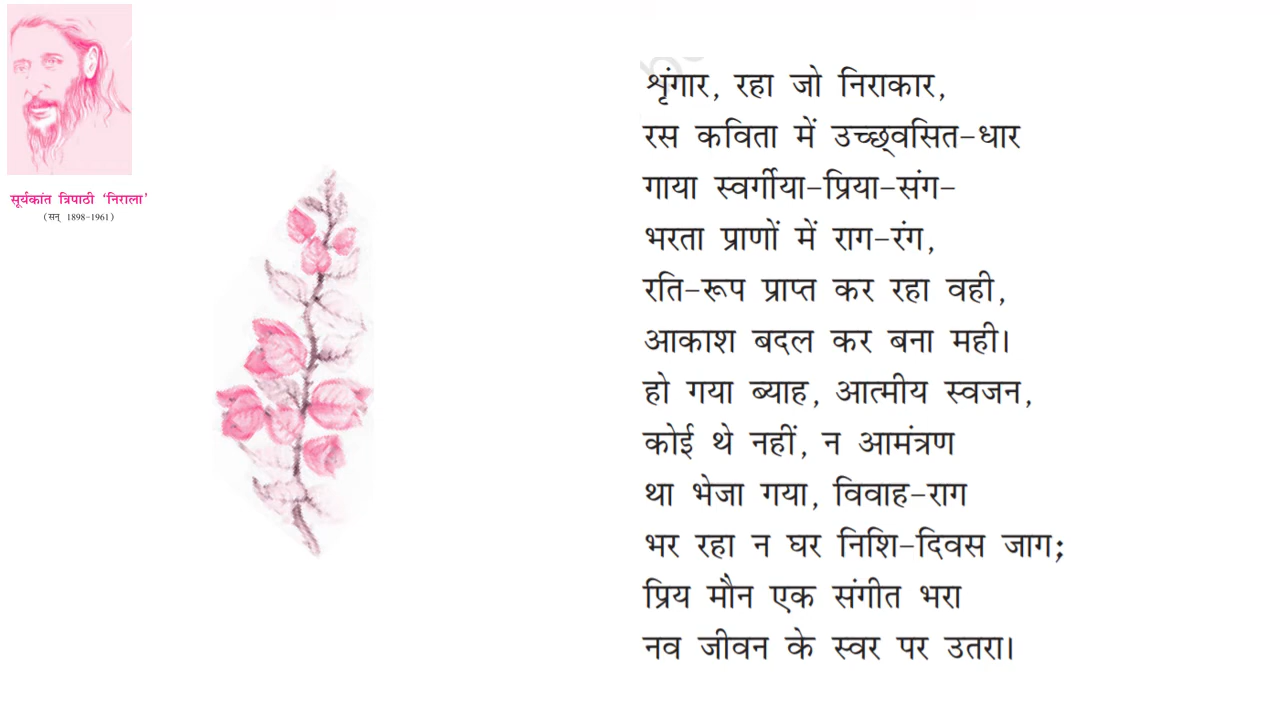 सूर्यकांत त्रिपाठी ‘निराला’
(सन् 1898-1961)
शृंगार, रहा जो निराकार,
रस कविता में उच्छ्वसित-धार
गाया स्वर्गीया-प्रिया-संग-
भरता प्राणों में राग-रंग,
रति-रूप प्राप्त कर रहा वही,
आकाश बदल कर बना मही।
हो गया ब्याह, आत्मीय स्वजन,
कोई थे नहीं, न आमंत्रण
था भेजा गया, विवाह-राग
भर रहा न घर निशि-दिवस जाग;
प्रिय मौन एक संगीत भरा
नव जीवन के स्वर पर उतरा।